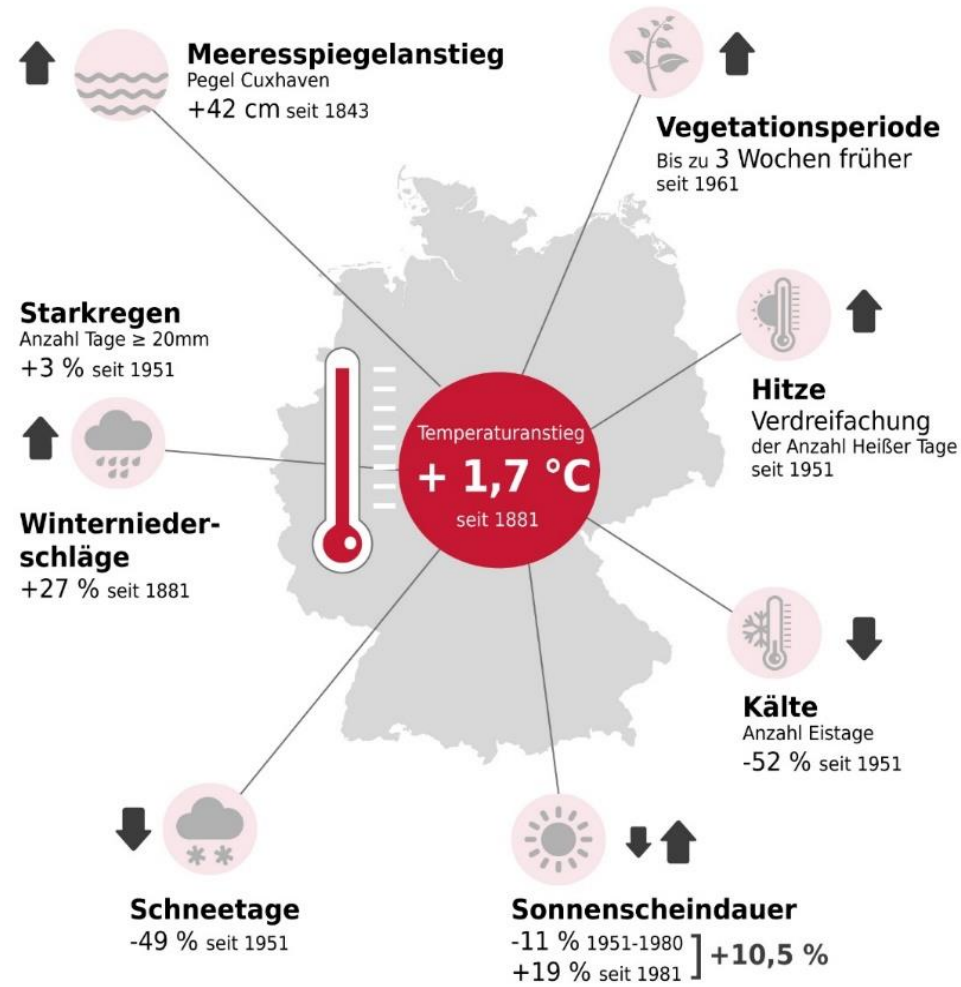 Meeresspiegelanstieg
Pegel Cuxhaven
+42 cm seit 1843
Vegetationsperiode
Bis zu 3 Wochen früher
seit 1961
Starkregen
Anzahl Tage ≥ 20mm
+3 % seit 1951
Hitze
Verdreifachung
der Anzahl Heißer Tage
seit 1951
Temperaturanstieg
+ 1,7 °C
seit 1881
Winternieder-
schläge
+27 % seit 1881
Kälte
Anzahl Eistage
-52 % seit 1951
Schneetage
-49 % seit 1951
Sonnenscheindauer
-11 % 1951-1980
+19 % seit 1981
+10,5 %